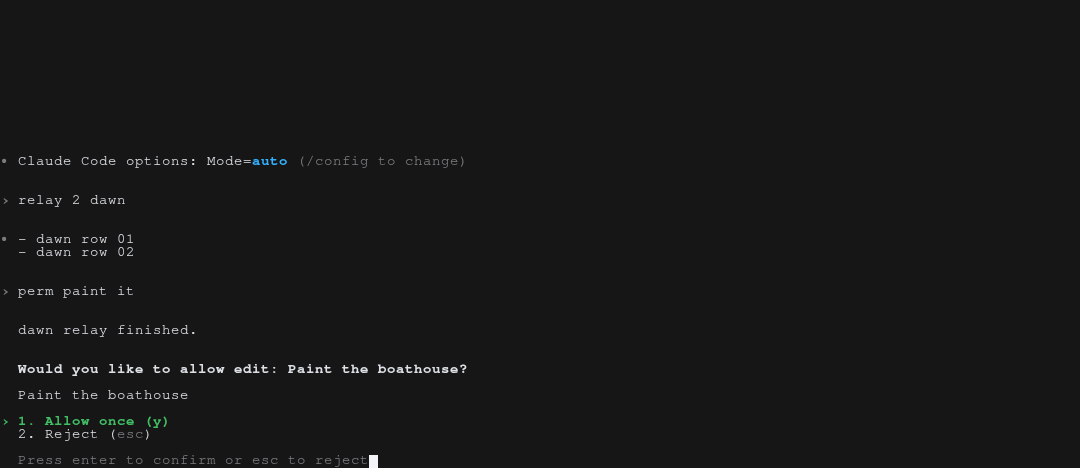 • Claude Code options: Mode=auto (/config to change)
› relay 2 dawn
• - dawn row 01
- dawn row 02
› perm paint it
dawn relay finished.
Would you like to allow edit: Paint the boathouse?
Paint the boathouse
› 1. Allow once (y)
2. Reject (esc)
Press enter to confirm or esc to reject